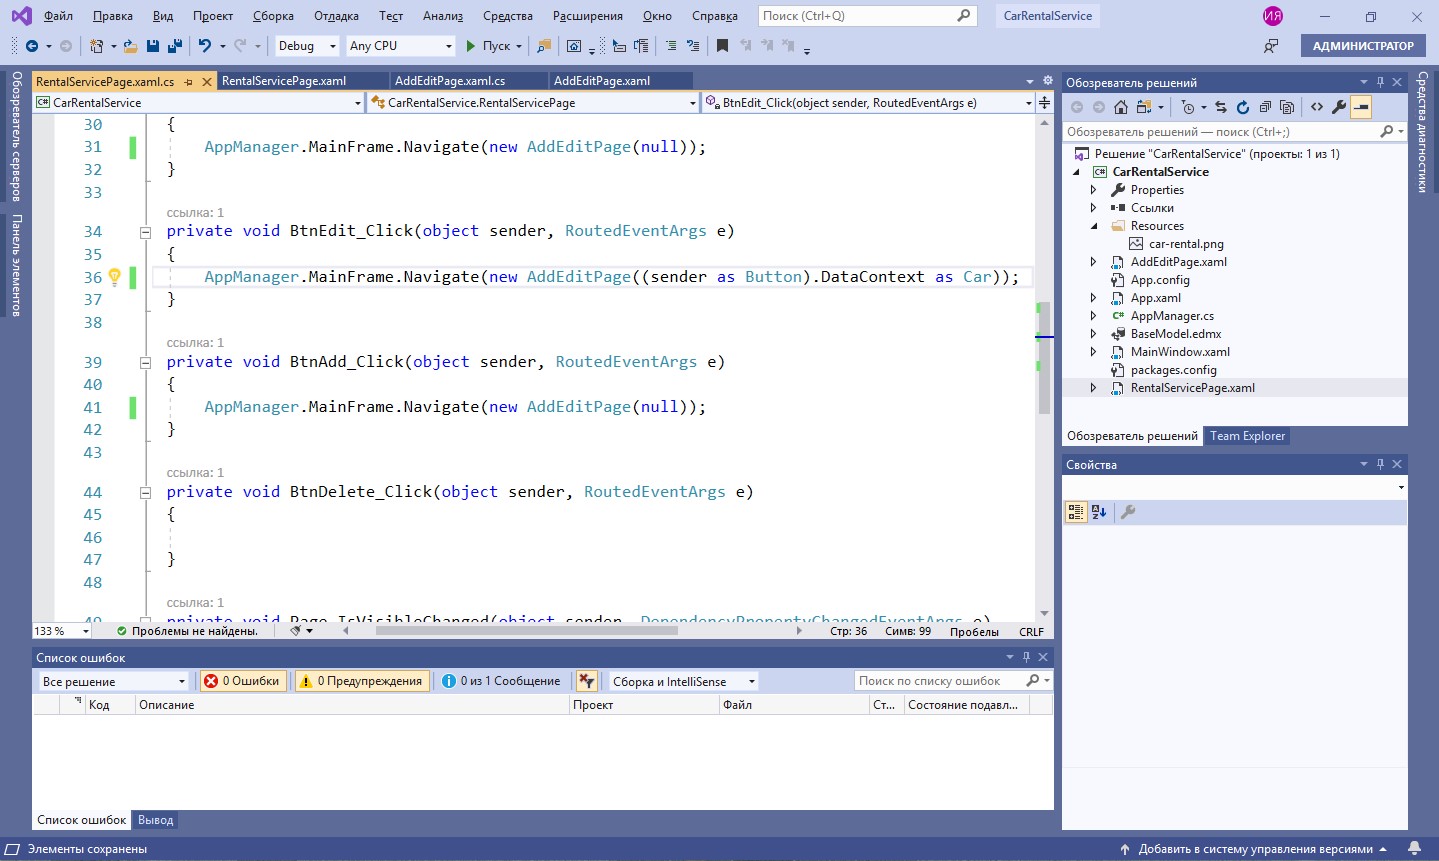 Файл Правка Вид Проект Сборка Отладка Тест Анализ Средства Расширения Окно Справка Поиск (Ctrl+Q) CarRentalService ИЯ
Debug Any CPU Пуск АДМИНИСТРАТОР
Обозреватель серверов
Панель элементов
RentalServicePage.xaml.cs RentalServicePage.xaml AddEditPage.xaml.cs AddEditPage.xaml
CarRentalService CarRentalService.RentalServicePage BtnEdit_Click(object sender, RoutedEventArgs e)
30 {
31 AppManager.MainFrame.Navigate(new AddEditPage(null));
32 }
33
ссылка: 1
34 private void BtnEdit_Click(object sender, RoutedEventArgs e)
35 {
36 AppManager.MainFrame.Navigate(new AddEditPage((sender as Button).DataContext as Car));
37 }
38
ссылка: 1
39 private void BtnAdd_Click(object sender, RoutedEventArgs e)
40 {
41 AppManager.MainFrame.Navigate(new AddEditPage(null));
42 }
43
ссылка: 1
44 private void BtnDelete_Click(object sender, RoutedEventArgs e)
45 {
46
47 }
48
ссылка: 1
49 private void Page_IsVisibleChanged(object sender, DependencyPropertyChangedEventArgs e)
133 % Проблемы не найдены. Стр: 36 Симв: 99 Пробелы CRLF
Список ошибок
Все решение 0 Ошибки 0 Предупреждения 0 из 1 Сообщение Сборка и IntelliSense Поиск по списку ошибок
Код Описание Проект Файл Ст... Состояние подавл...
Список ошибок Вывод
Обозреватель решений
Обозреватель решений — поиск (Ctrl+;)
Решение "CarRentalService" (проекты: 1 из 1)
CarRentalService
Properties
Ссылки
Resources
car-rental.png
AddEditPage.xaml
App.config
App.xaml
AppManager.cs
BaseModel.edmx
MainWindow.xaml
packages.config
RentalServicePage.xaml
Обозреватель решений Team Explorer
Свойства
Средства диагностики
Элементы сохранены Добавить в систему управления версиями